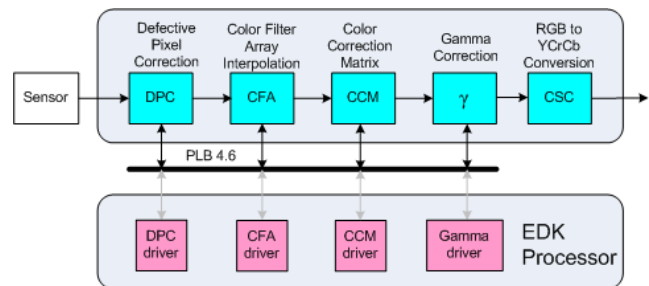 Defective
Pixel
Correction
Color Filter
Array
Interpolation
Color
Correction
Matrix
Gamma
Correction
RGB to
YCrCb
Conversion
Sensor
DPC
CFA
CCM
γ
CSC
PLB 4.6
DPC
driver
CFA
driver
CCM
driver
Gamma
driver
EDK
Processor